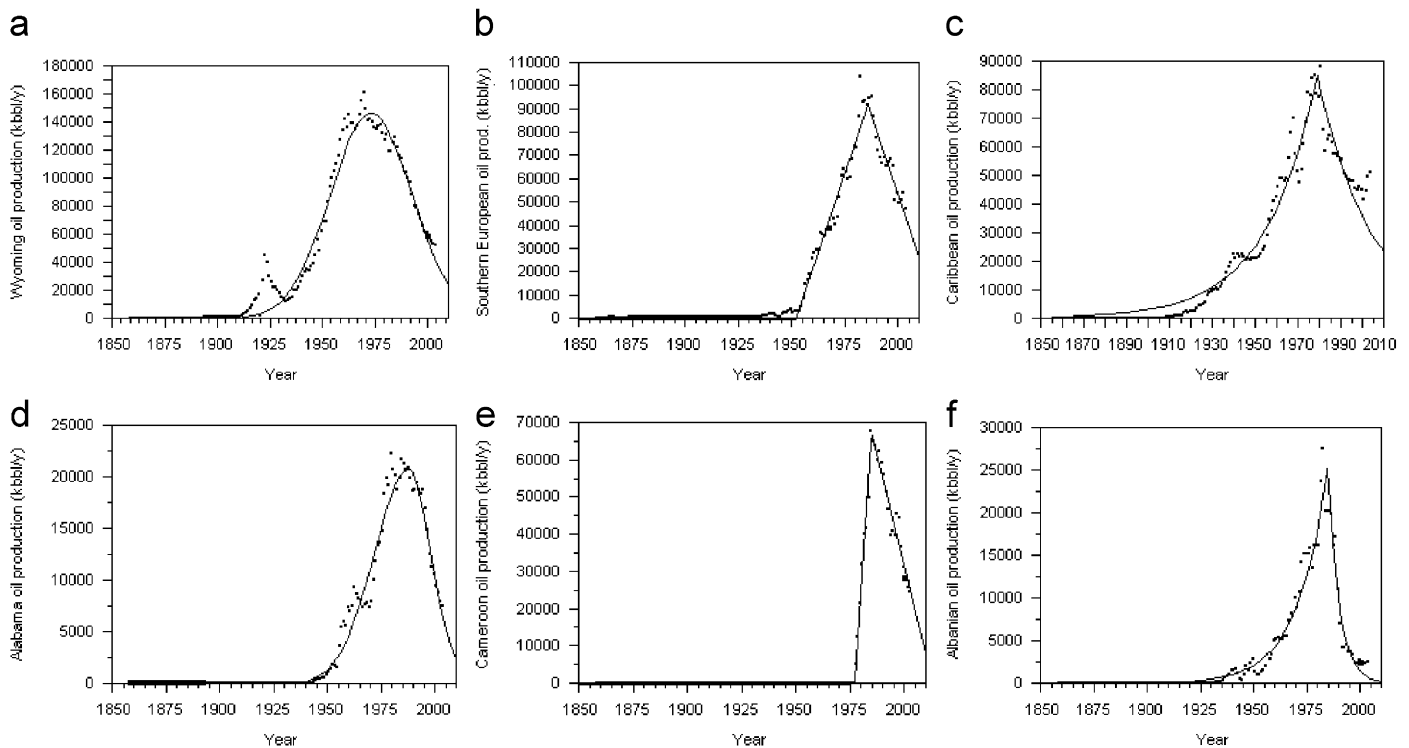 a
Wyoming oil production (kbbl/y)
180000
160000
140000
120000
100000
80000
60000
40000
20000
0
1850 1875 1900 1925 1950 1975 2000
Year
b
Southern European oil prod. (kbbl/y)
110000
100000
90000
80000
70000
60000
50000
40000
30000
20000
10000
0
1850 1875 1900 1925 1950 1975 2000
Year
c
Caribbean oil production (kbbl/y)
90000
80000
70000
60000
50000
40000
30000
20000
10000
0
1850 1870 1890 1910 1930 1950 1970 1990 2010
Year
d
Alabama oil production (kbbl/y)
25000
20000
15000
10000
5000
0
1850 1875 1900 1925 1950 1975 2000
Year
e
Cameroon oil production (kbbl/y)
70000
60000
50000
40000
30000
20000
10000
0
1850 1875 1900 1925 1950 1975 2000
Year
f
Albanian oil production (kbbl/y)
30000
25000
20000
15000
10000
5000
0
1850 1875 1900 1925 1950 1975 2000
Year